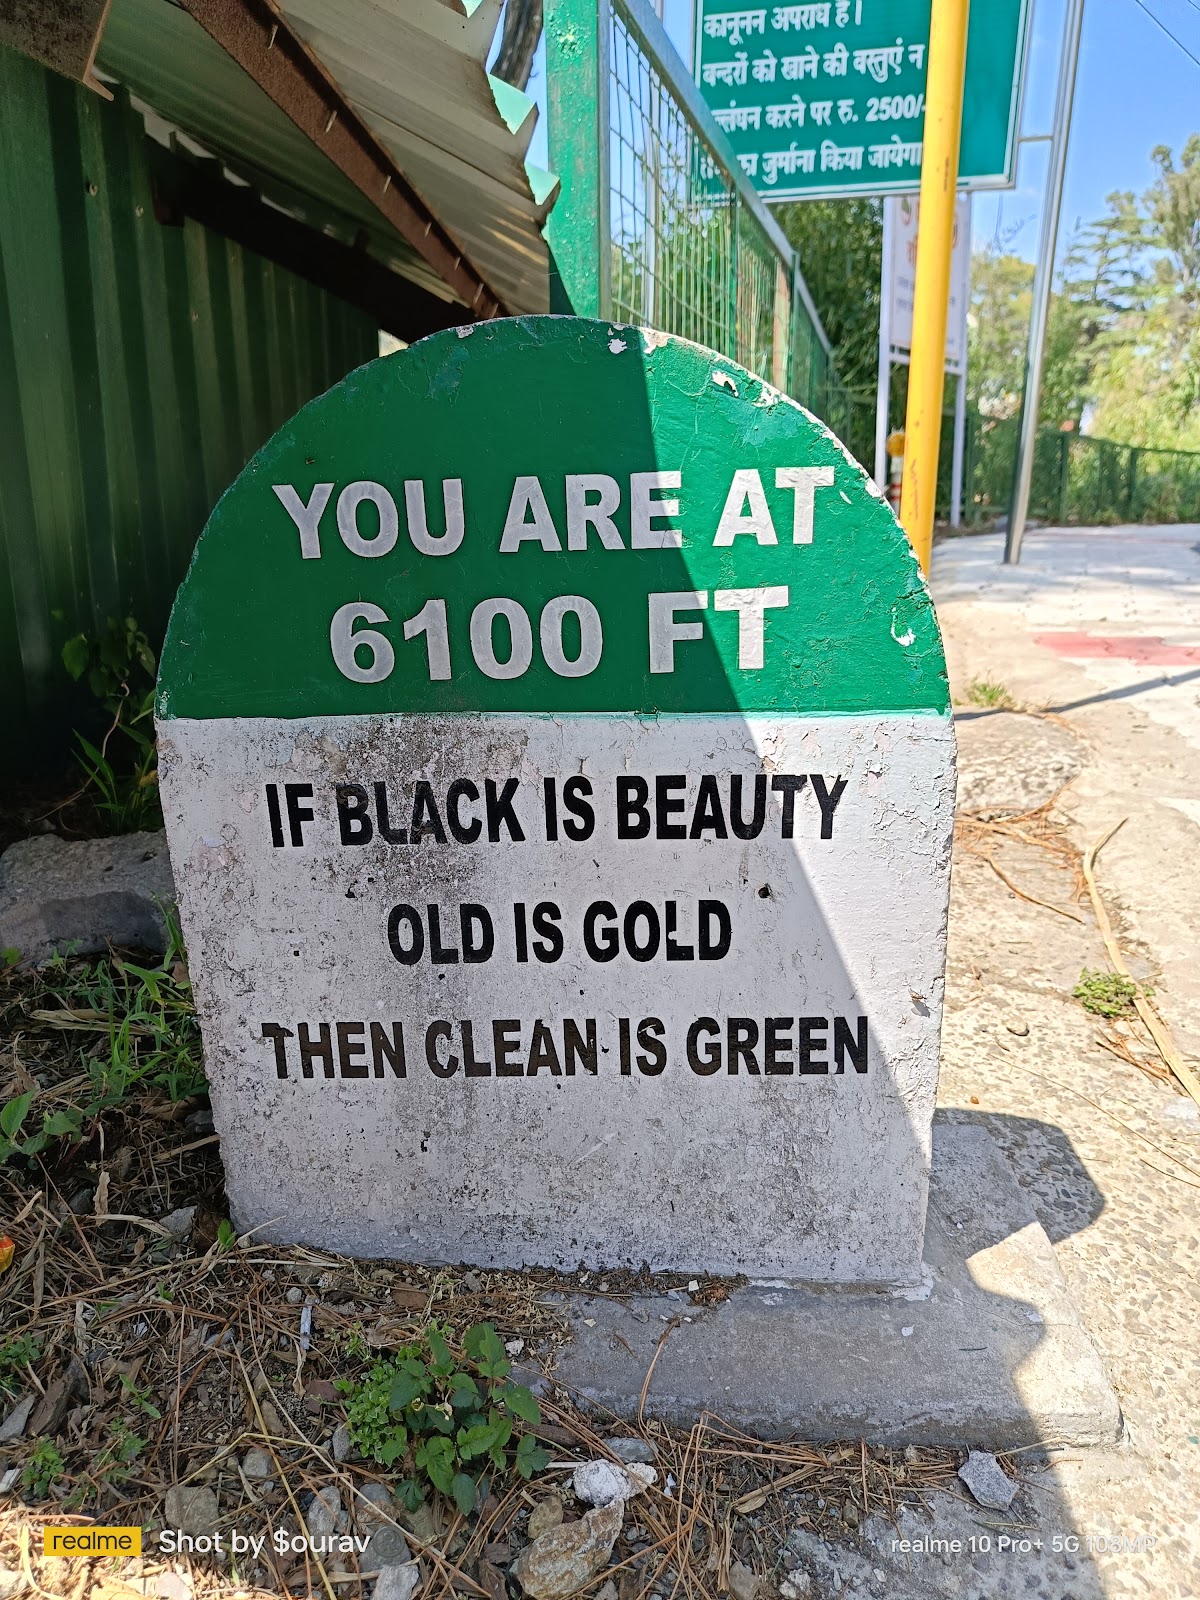 कानूनन अपराध है।
बन्दरों को खाने की वस्तुएं न
करने पर रु. 2500/-
जुर्माना किया जायेगा
YOU ARE AT
6100 FT
IF BLACK IS BEAUTY
OLD IS GOLD
THEN CLEAN IS GREEN
realme Shot by $ourav
realme 10 Pro+ 5G 108MP